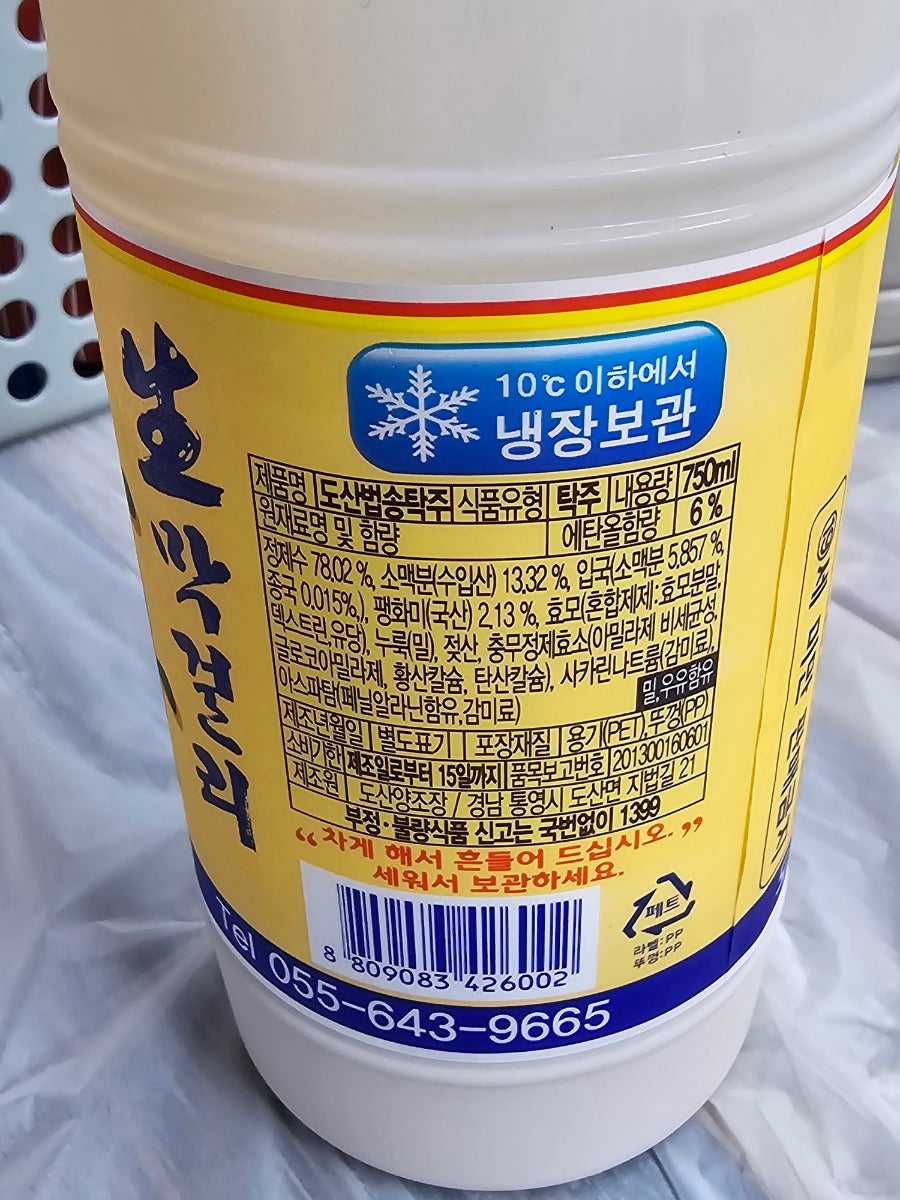 生막걸리
10℃ 이하에서
냉장보관
제품명 도산법송탁주 식품유형 탁주 내용량 750ml
원재료명 및 함량 에탄올함량 6%
정제수 78.02 %, 소맥분(수입산) 13.32 %, 입국(소맥분 5.857 %,
종국 0.015%,), 팽화미(국산) 2.13 %, 효모(혼합제제:효모분말,
덱스트린,유당), 누룩(밀), 젖산, 충무정제효소(아밀라제 비세균성,
글로코아밀라제, 황산칼슘, 탄산칼슘), 사카린나트륨(감미료),
아스파탐(페닐알라닌함유,감미료) 밀,우유함유
제조년월일 별도표기 포장재질 용기(PET),뚜껑(PP)
소비기한 제조일로부터 15일까지 품목보고번호 201300160601
제조원 도산양조장 / 경남 통영시 도산면 지법길 21
부정·불량식품 신고는 국번없이 1399
“차게 해서 흔들어 드십시오.”
세워서 보관하세요.
페트
라벨:PP
뚜껑:PP
8 809083 426002
Tel 055-643-9665